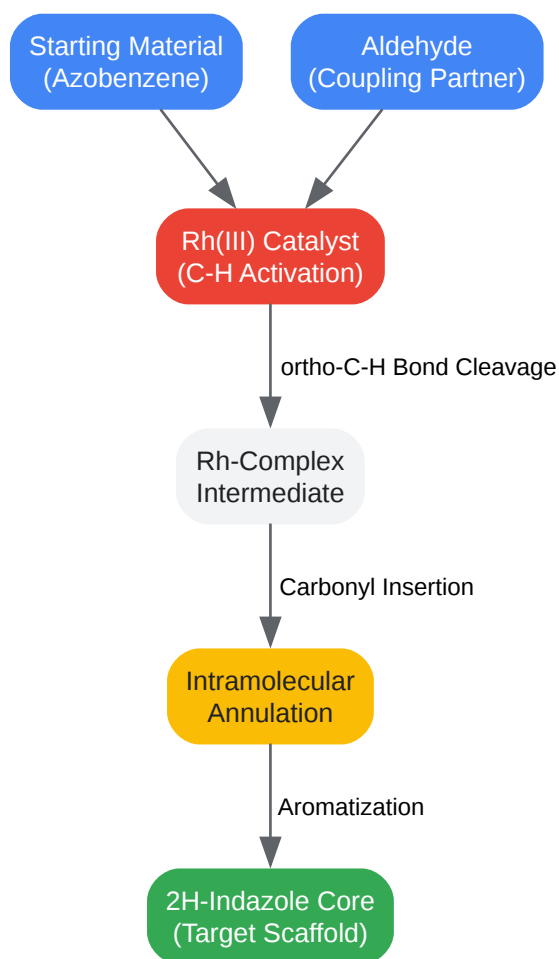 Starting Material
(Azobenzene)
Aldehyde
(Coupling Partner)
Rh(III) Catalyst
(C-H Activation)
ortho-C-H Bond Cleavage
Rh-Complex
Intermediate
Carbonyl Insertion
Intramolecular
Annulation
Aromatization
2H-Indazole Core
(Target Scaffold)